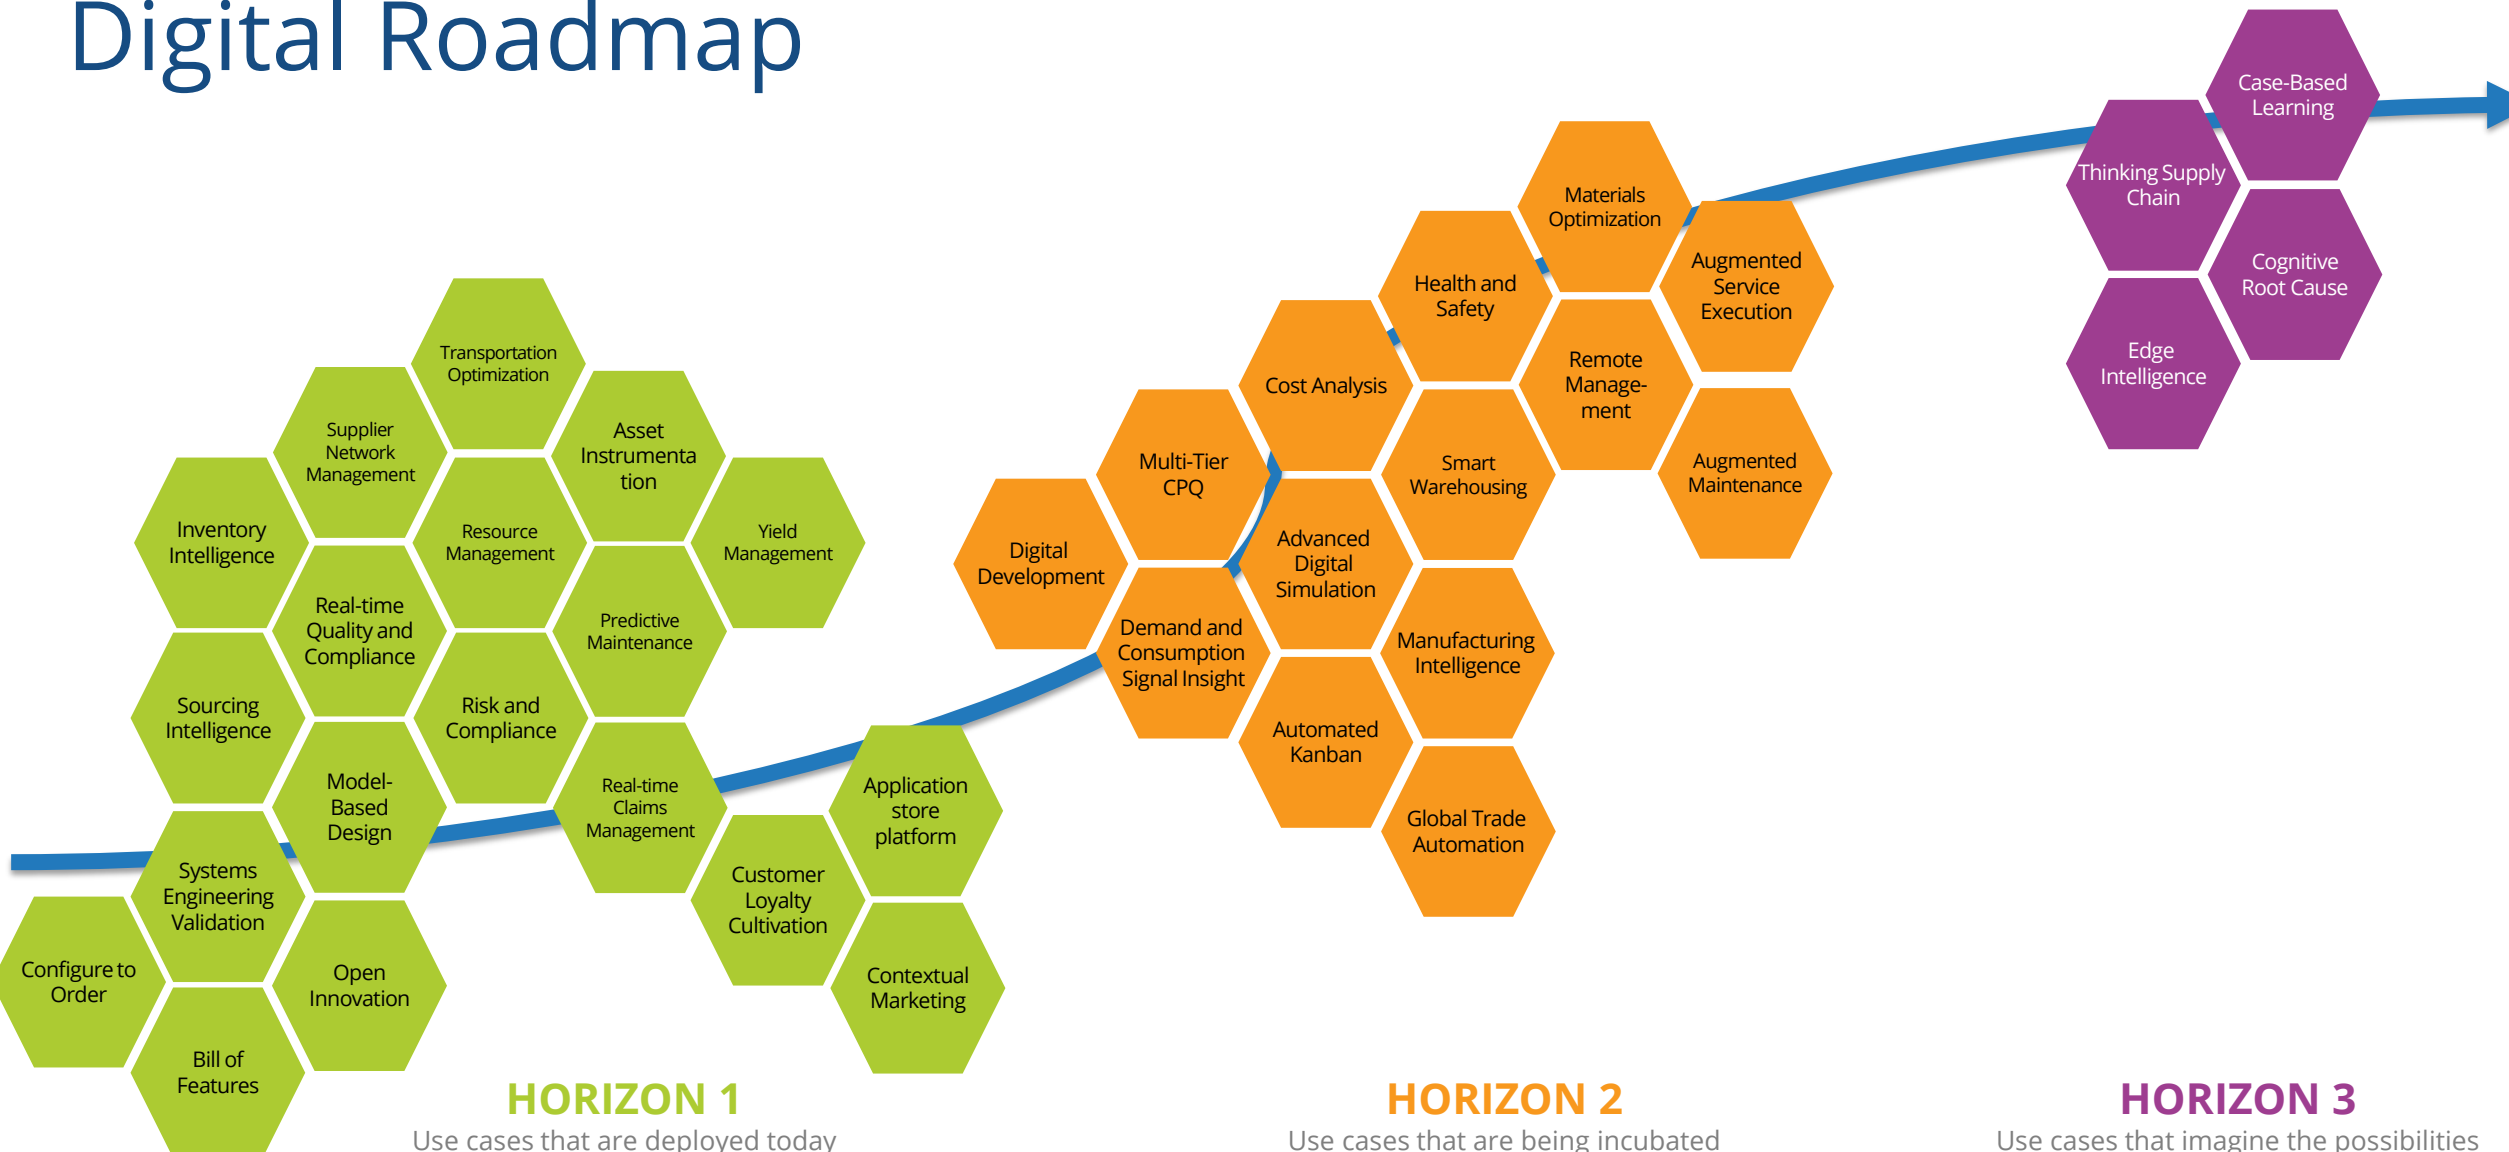 Digital Roadmap
Transportation
Optimization
Supplier
Network
Management
Asset
Instrumenta
tion
Inventory
Intelligence
Resource
Management
Yield
Management
Real-time
Quality and
Compliance
Predictive
Maintenance
Sourcing
Intelligence
Risk and
Compliance
Model-
Based
Design
Real-time
Claims
Management
Application
store
platform
Systems
Engineering
Validation
Customer
Loyalty
Cultivation
Configure to
Order
Open
Innovation
Contextual
Marketing
Bill of
Features
HORIZON 1
Use cases that are deployed today
Materials
Optimization
Health and
Safety
Augmented
Service
Execution
Cost Analysis
Remote
Manage-
ment
Multi-Tier
CPQ
Smart
Warehousing
Augmented
Maintenance
Digital
Development
Advanced
Digital
Simulation
Demand and
Consumption
Signal Insight
Manufacturing
Intelligence
Automated
Kanban
Global Trade
Automation
HORIZON 2
Use cases that are being incubated
Case-Based
Learning
Thinking Supply
Chain
Cognitive
Root Cause
Edge
Intelligence
HORIZON 3
Use cases that imagine the possibilities